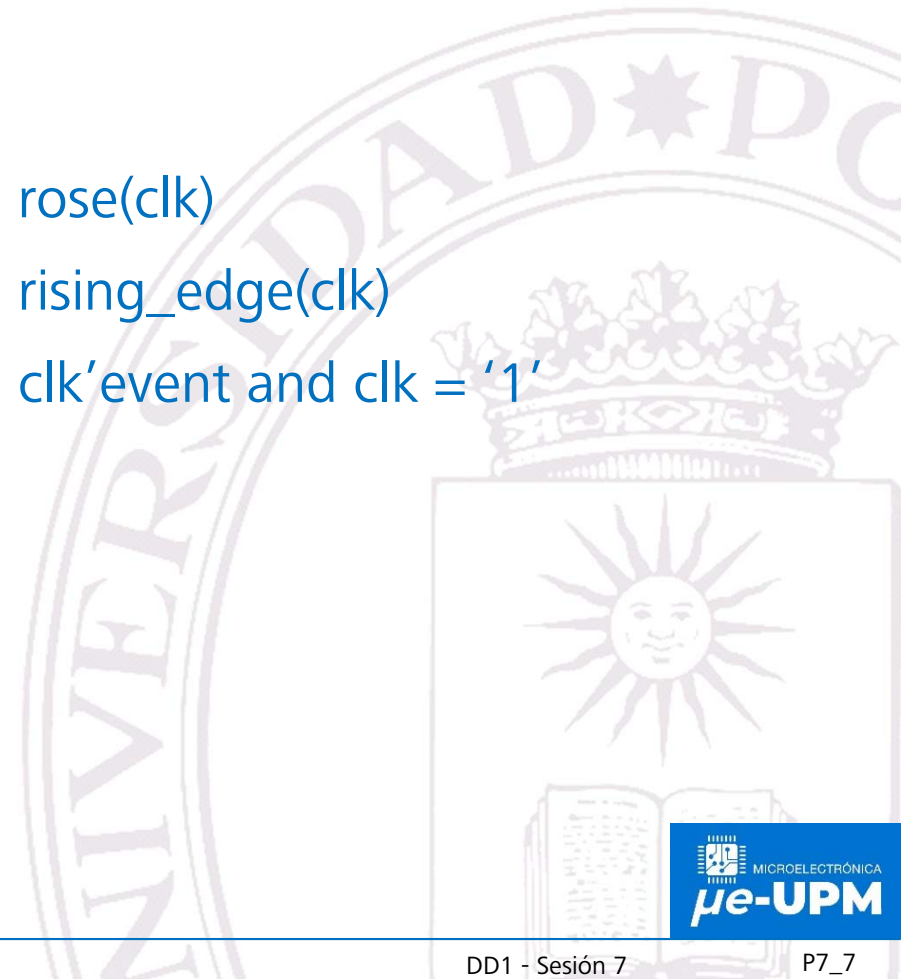 rose(clk)
rising_edge(clk)
clk’event and clk = ‘1’
MICROELECTRÓNICA
µe-UPM
DD1 - Sesión 7
P7_7